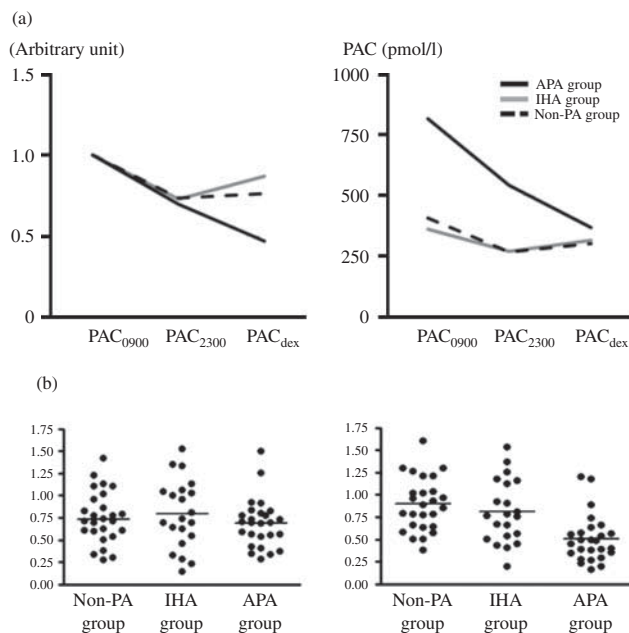 (a)
(Arbitrary unit)
1.5
1.0
0.5
0
PAC0900 PAC2300 PACdex
PAC (pmol/l)
1000
750
500
250
0
APA group
IHA group
Non-PA group
PAC0900 PAC2300 PACdex
(b)
1.75
1.50
1.25
1.00
0.75
0.50
0.25
0.00
Non-PA group
IHA group
APA group
1.75
1.50
1.25
1.00
0.75
0.50
0.25
0.00
Non-PA group
IHA group
APA group